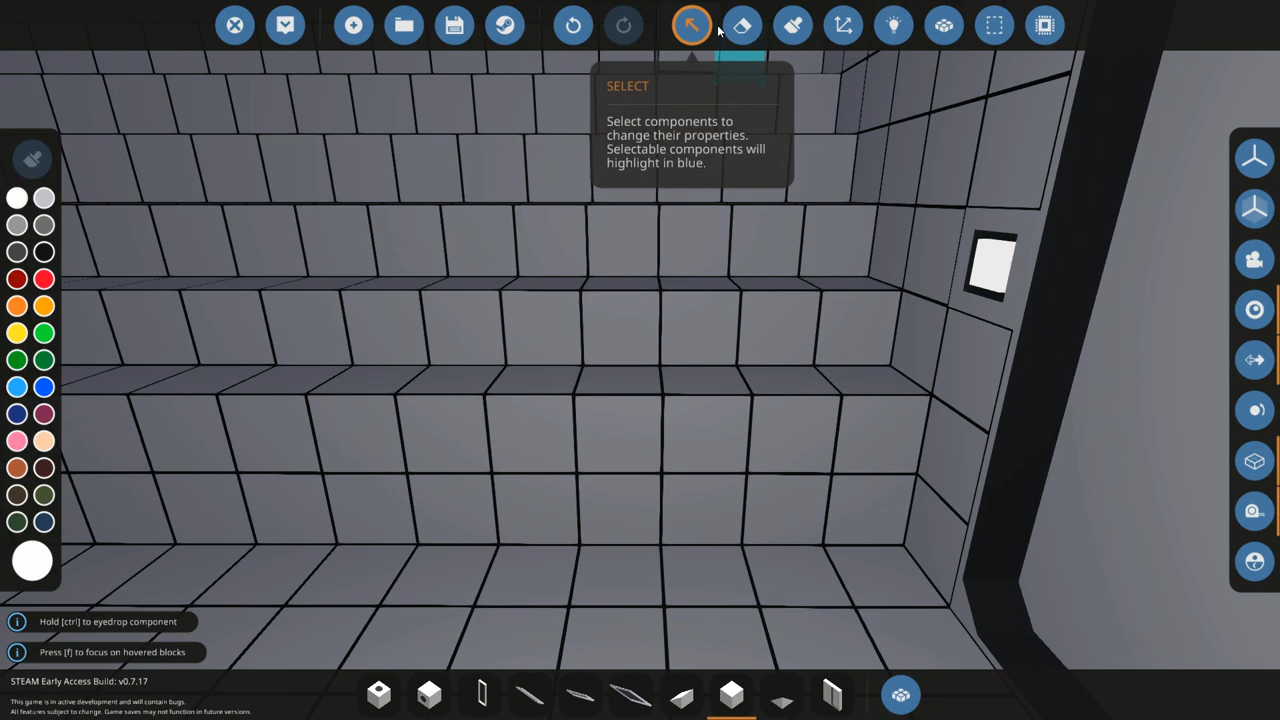 SELECT
Select components to
change their properties.
Selectable components will
highlight in blue.
Hold [ctrl] to eyedrop component
Press [f] to focus on hovered blocks
STEAM Early Access Build: v0.7.17
This game is in active development and will contain bugs.
All features subject to change. Game saves may not function in future versions.